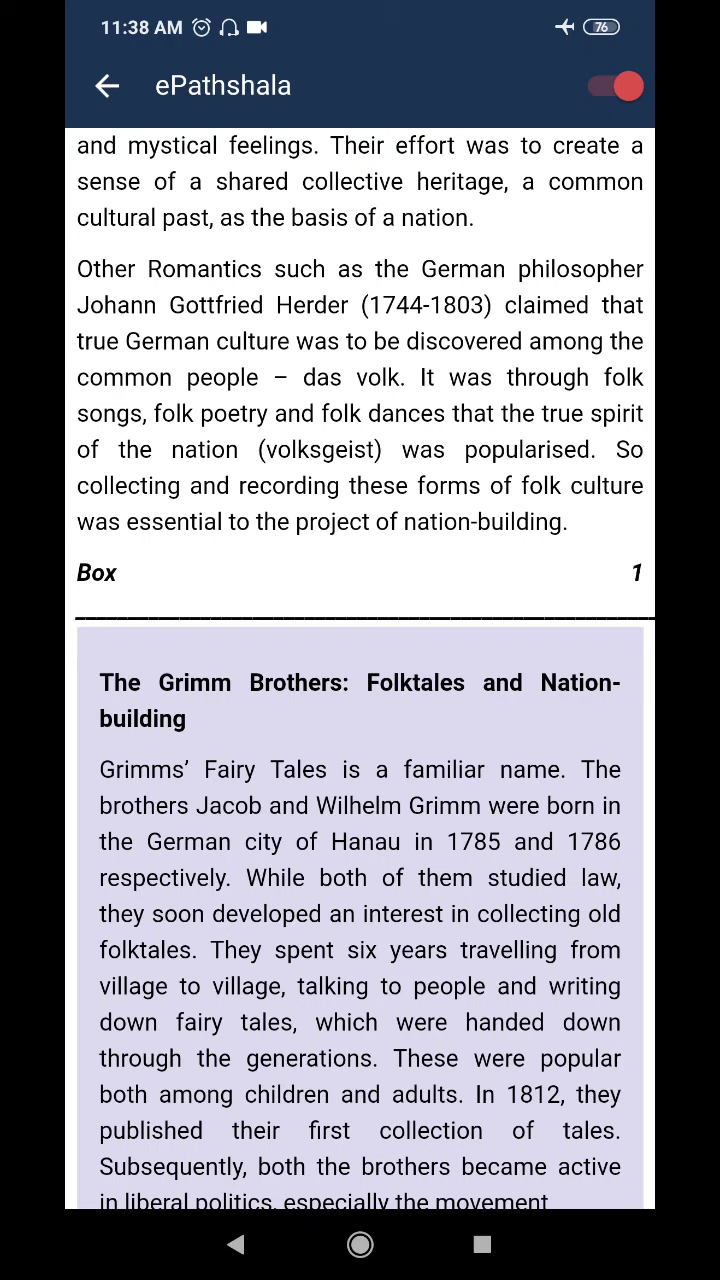 11:38 AM 76
ePathshala
and mystical feelings. Their effort was to create a
sense of a shared collective heritage, a common
cultural past, as the basis of a nation.
Other Romantics such as the German philosopher
Johann Gottfried Herder (1744-1803) claimed that
true German culture was to be discovered among the
common people – das volk. It was through folk
songs, folk poetry and folk dances that the true spirit
of the nation (volksgeist) was popularised. So
collecting and recording these forms of folk culture
was essential to the project of nation-building.
Box 1
The Grimm Brothers: Folktales and Nation-
building
Grimms’ Fairy Tales is a familiar name. The
brothers Jacob and Wilhelm Grimm were born in
the German city of Hanau in 1785 and 1786
respectively. While both of them studied law,
they soon developed an interest in collecting old
folktales. They spent six years travelling from
village to village, talking to people and writing
down fairy tales, which were handed down
through the generations. These were popular
both among children and adults. In 1812, they
published their first collection of tales.
Subsequently, both the brothers became active
in liberal politics, especially the movement